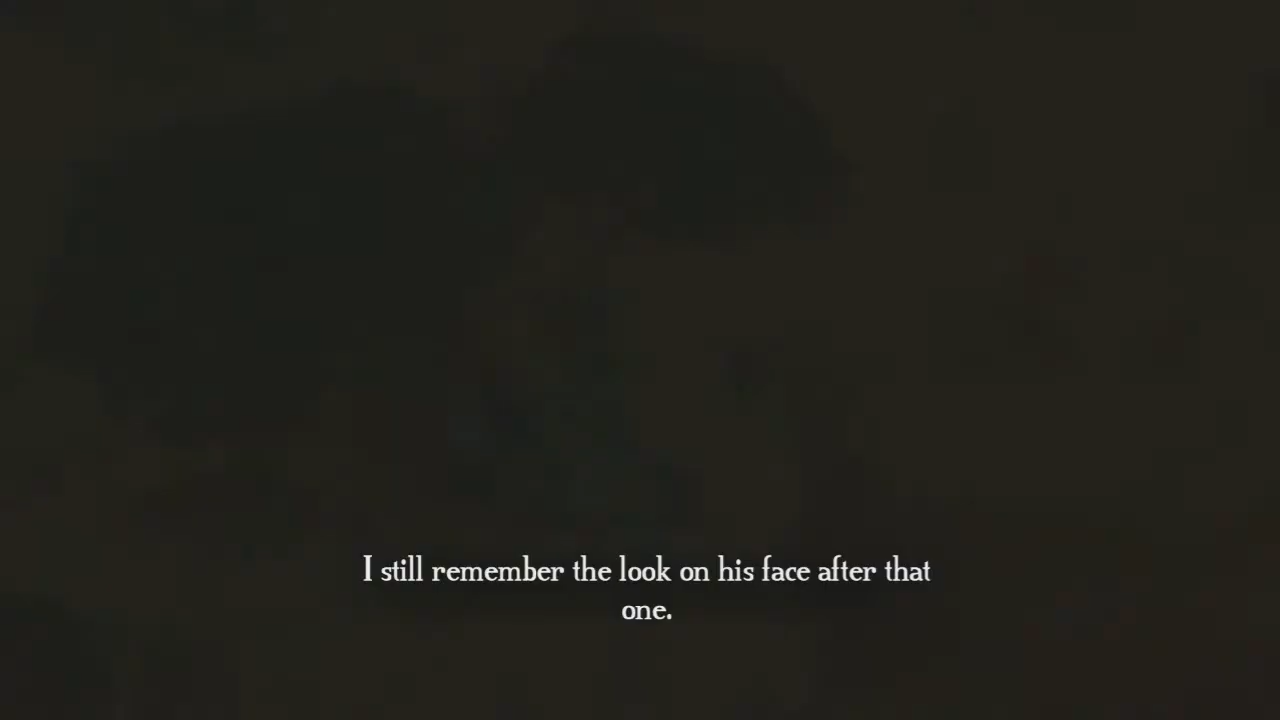 I still remember the look on his face after that
one.